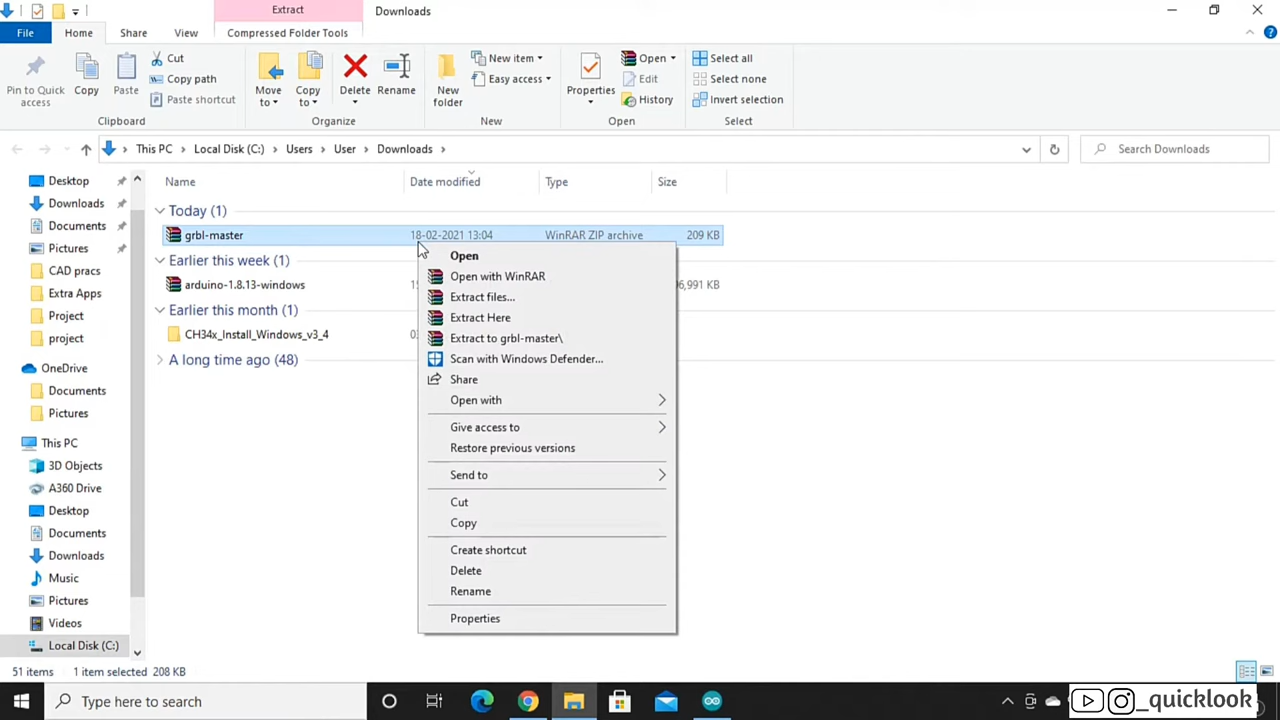 Extract
Downloads
File
Home
Share
View
Compressed Folder Tools
Pin to Quick access
Copy
Paste
Cut
Copy path
Paste shortcut
Clipboard
Move to
Copy to
Delete
Rename
Organize
New folder
New item
Easy access
New
Properties
Open
Edit
History
Open
Select all
Select none
Invert selection
Select
This PC > Local Disk (C:) > Users > User > Downloads >
Search Downloads
Name
Date modified
Type
Size
Desktop
Downloads
Documents
Pictures
CAD pracs
Extra Apps
Project
project
OneDrive
Documents
Pictures
This PC
3D Objects
A360 Drive
Desktop
Documents
Downloads
Music
Pictures
Videos
Local Disk (C:)
Today (1)
grbl-master 18-02-2021 13:04 WinRAR ZIP archive 209 KB
Earlier this week (1)
arduino-1.8.13-windows 6,991 KB
Earlier this month (1)
CH34x_Install_Windows_v3_4
A long time ago (48)
Open
Open with WinRAR
Extract files...
Extract Here
Extract to grbl-master\
Scan with Windows Defender...
Share
Open with
Give access to
Restore previous versions
Send to
Cut
Copy
Create shortcut
Delete
Rename
Properties
51 items 1 item selected 208 KB
Type here to search
_quicklook